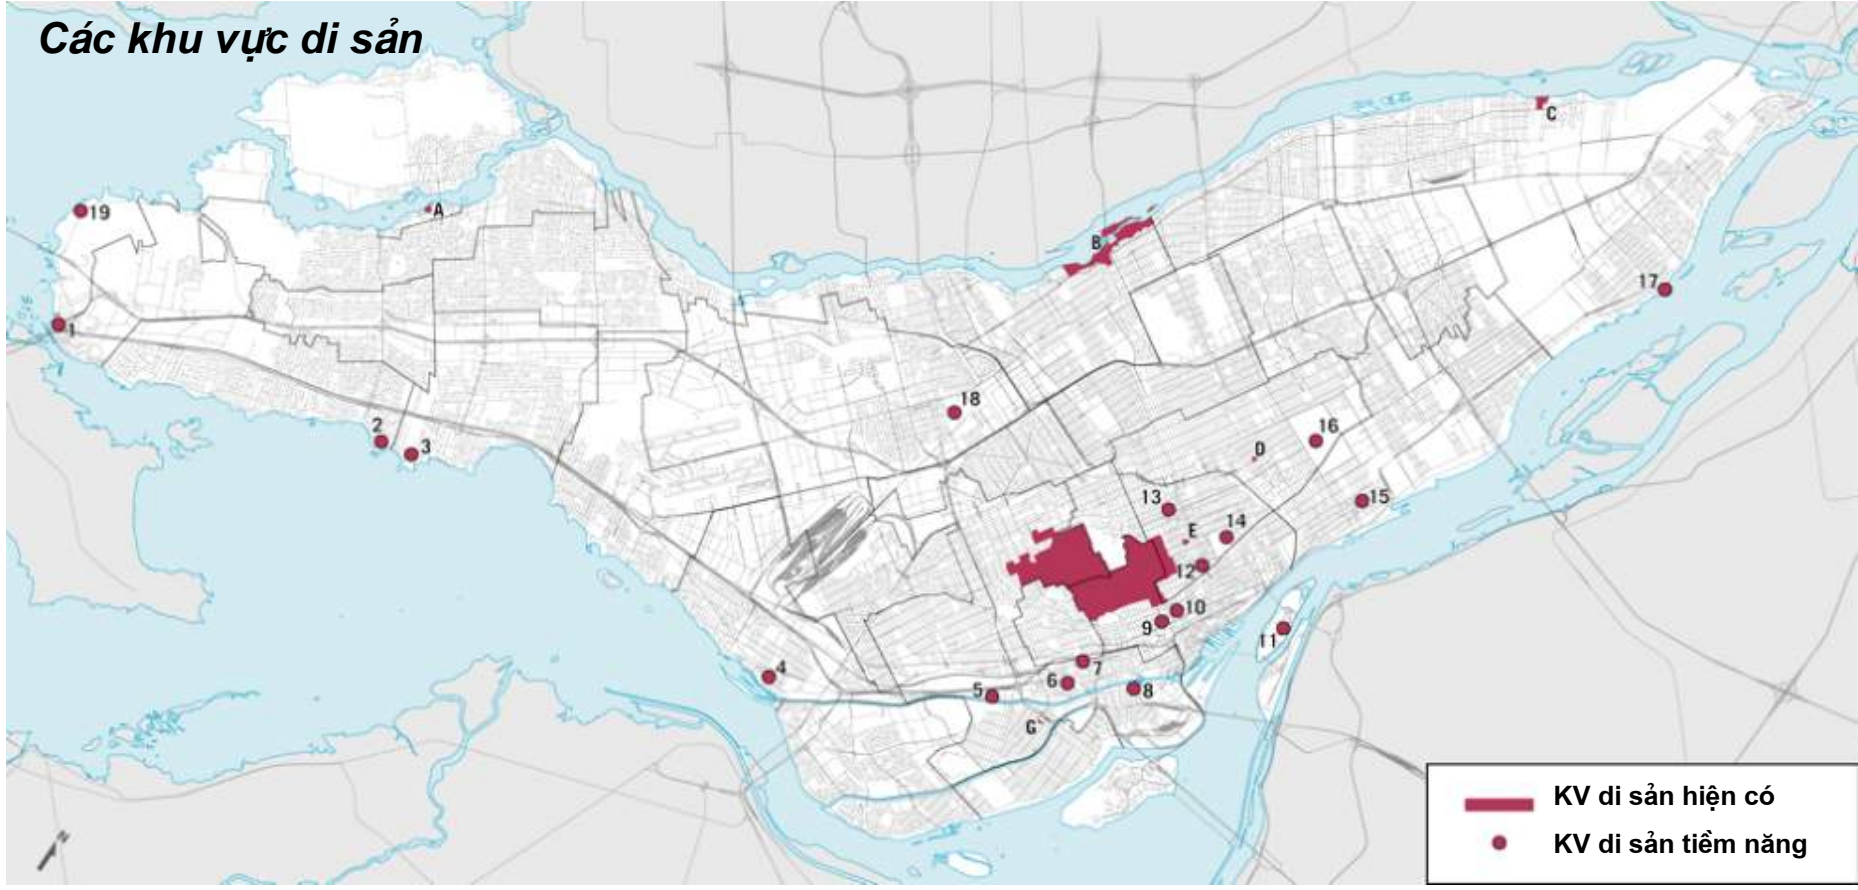 Các khu vực di sản
C
19
A
B
17
1
18
2
3
16
D
13
15
14
E
12
10
9
11
4
7
6
5
8
G
KV di sản hiện có
KV di sản tiềm năng
N